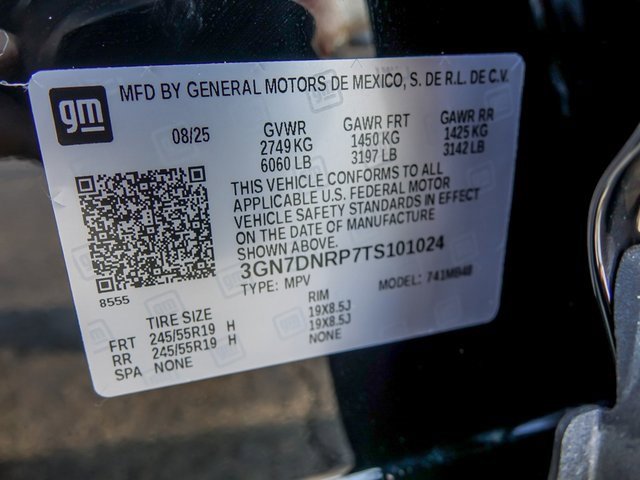 gm
MFD BY GENERAL MOTORS DE MEXICO, S. DE R.L. DE C.V.
08/25
GVWR
2749 KG
6060 LB
GAWR FRT
1450 KG
3197 LB
GAWR RR
1425 KG
3142 LB
THIS VEHICLE CONFORMS TO ALL
APPLICABLE U.S. FEDERAL MOTOR
VEHICLE SAFETY STANDARDS IN EFFECT
ON THE DATE OF MANUFACTURE
SHOWN ABOVE.
3GN7DNRP7TS101024
TYPE: MPV
MODEL: 741MB48
8555
TIRE SIZE
RIM
FRT 245/55R19 H 19X8.5J
RR 245/55R19 H 19X8.5J
SPA NONE NONE